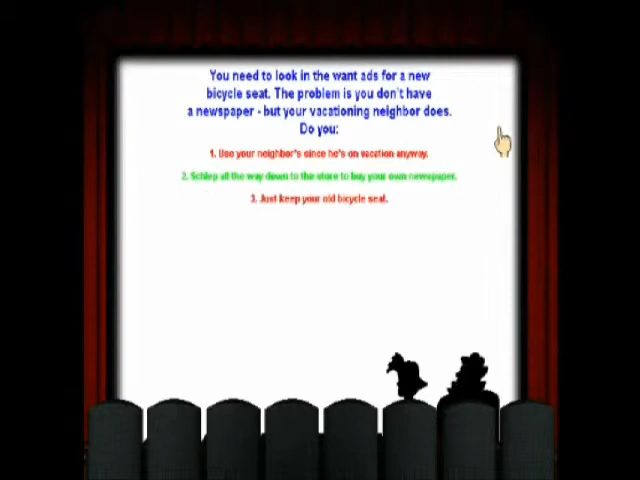 You need to look in the want ads for a new
bicycle seat. The problem is you don't have
a newspaper - but your vacationing neighbor does.
Do you:
1. Use your neighbor's since he's on vacation anyway.
2. Schlep all the way down to the store to buy your own newspaper.
3. Just keep your old bicycle seat.